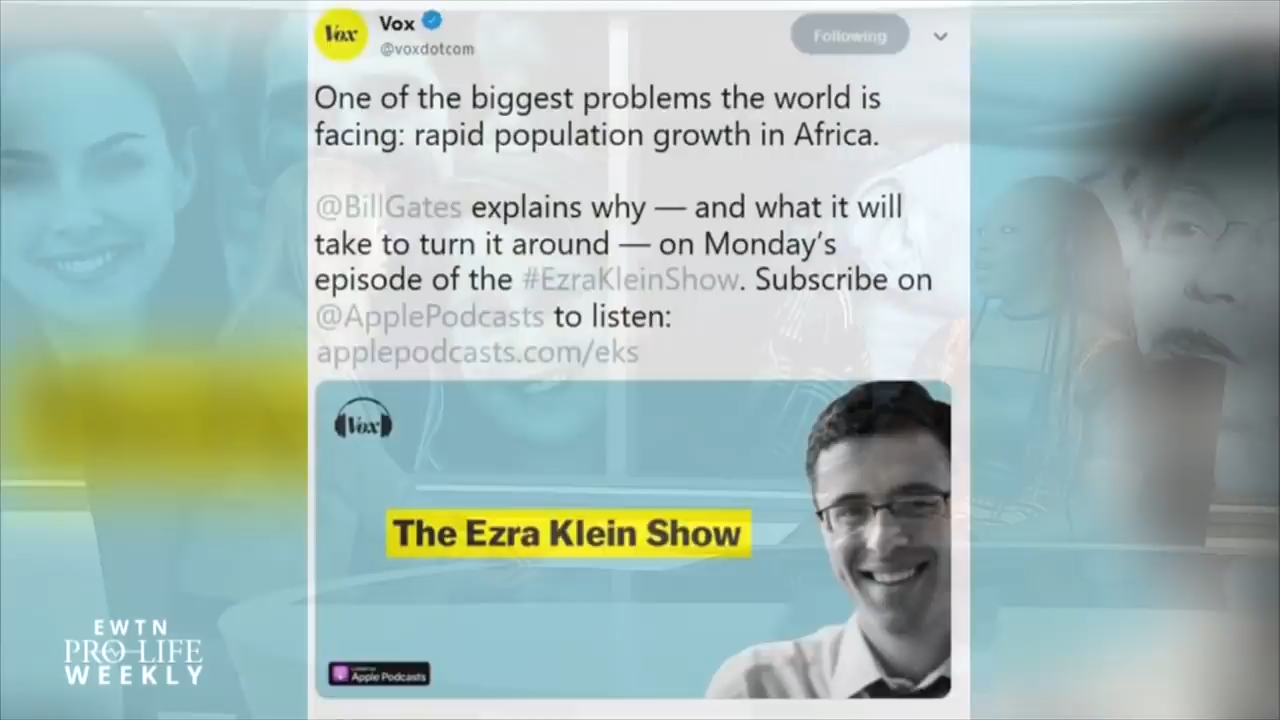 Vox
Vox
@voxdotcom
Following
One of the biggest problems the world is
facing: rapid population growth in Africa.
@BillGates explains why — and what it will
take to turn it around — on Monday's
episode of the #EzraKleinShow. Subscribe on
@ApplePodcasts to listen:
applepodcasts.com/eks
Vox
The Ezra Klein Show
Apple Podcasts
EWTN
PRO-LIFE
WEEKLY